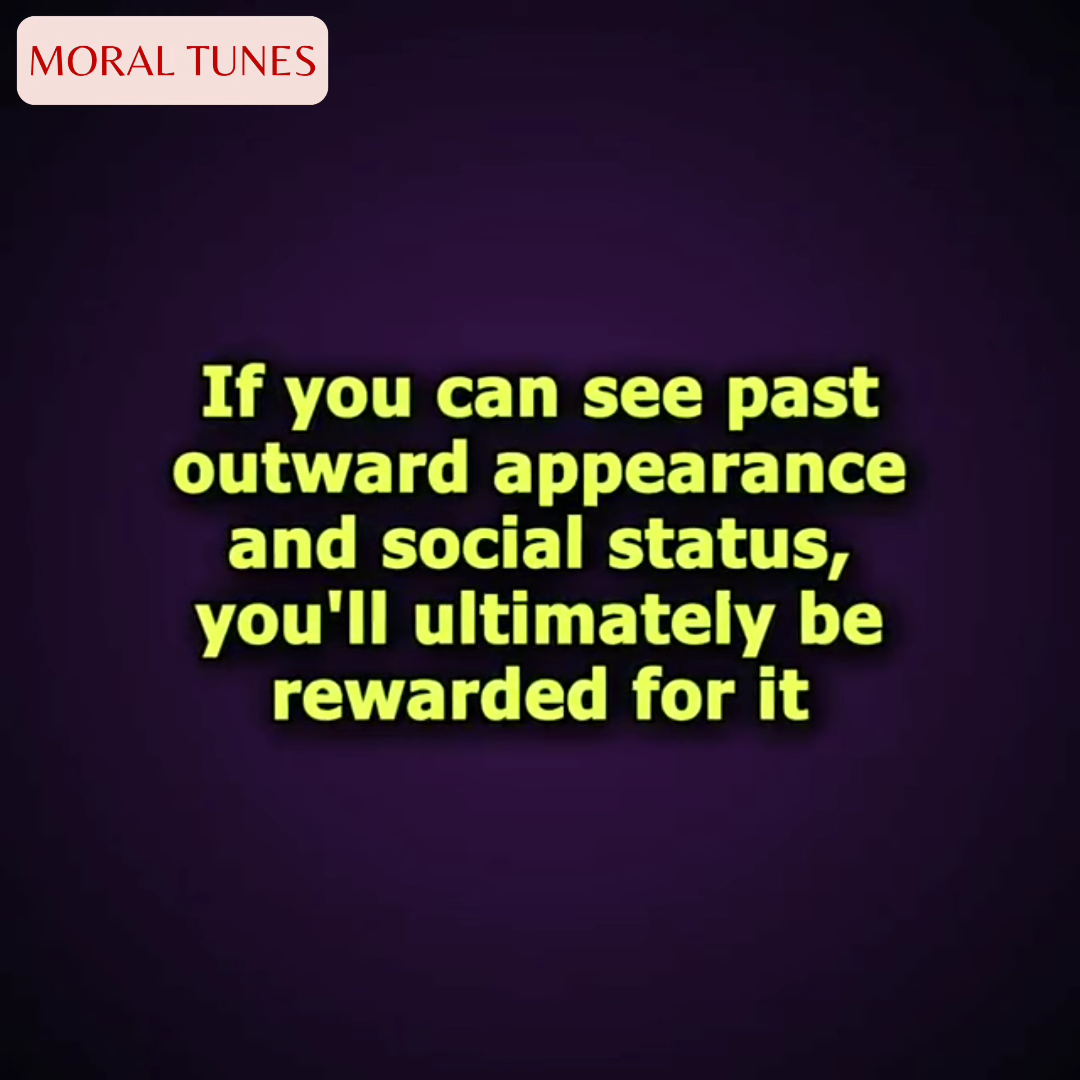 MORAL TUNES
If you can see past
outward appearance
and social status,
you'll ultimately be
rewarded for it